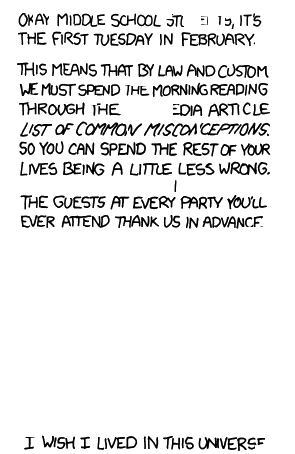 OKAY MIDDLE SCHOOL IT'S
THE FIRST TUESDAY IN FEBRUARY.
THIS MEANS THAT BY LAW AND CUSTOM
WE MUST SPEND THE MORNING READING
THROUGH THE ARTICLE
LIST OF COMMON MISCONCEPTIONS.
SO YOU CAN SPEND THE REST OF YOUR
LIVES BEING A LITTLE LESS WRONG.
THE GUESTS AT EVERY PARTY YOU'LL
EVER ATTEND THANK US IN ADVANCE.
I WISH I LIVED IN THIS UNIVERSE